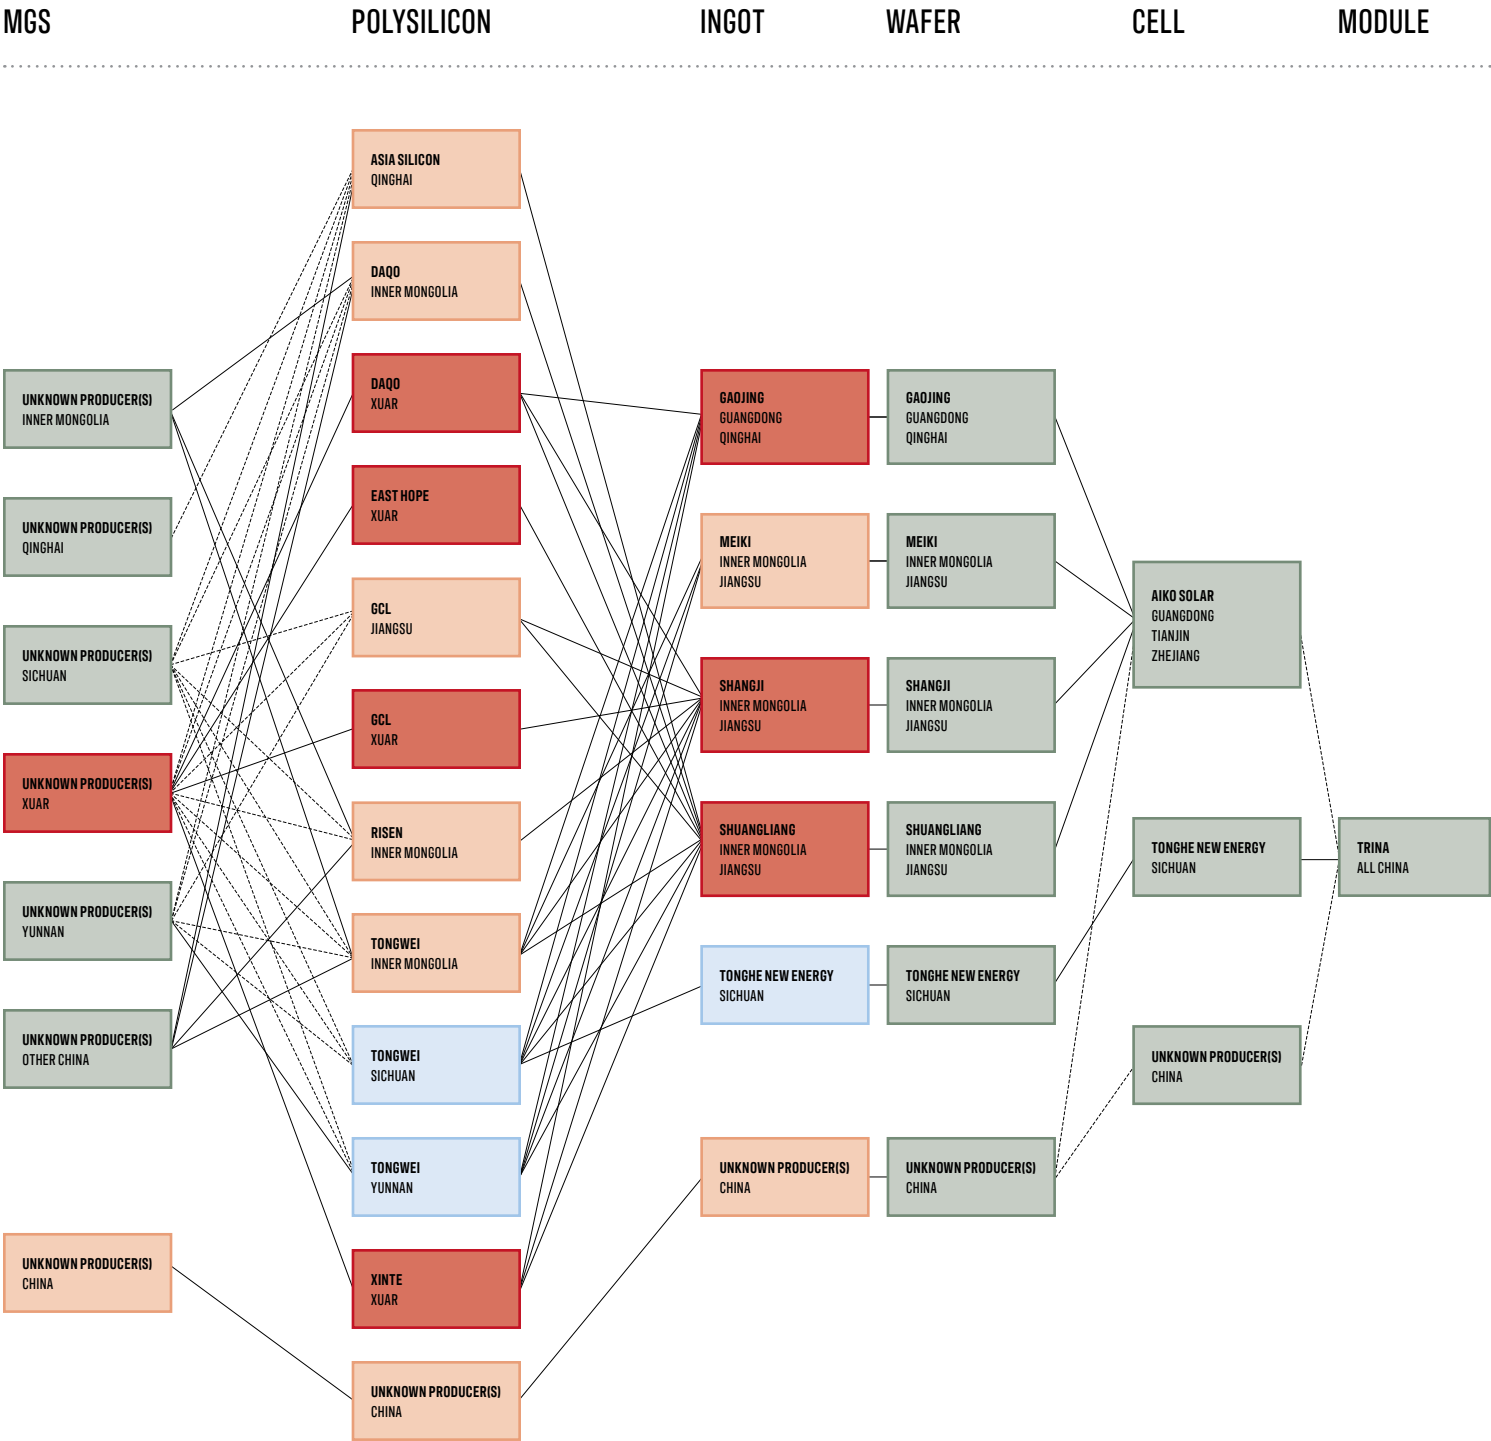 MGS
POLYSILICON
INGOT
WAFER
CELL
MODULE
UNKNOWN PRODUCER(S)
INNER MONGOLIA
UNKNOWN PRODUCER(S)
QINGHAI
UNKNOWN PRODUCER(S)
SICHUAN
UNKNOWN PRODUCER(S)
XUAR
UNKNOWN PRODUCER(S)
YUNNAN
UNKNOWN PRODUCER(S)
OTHER CHINA
UNKNOWN PRODUCER(S)
CHINA
ASIA SILICON
QINGHAI
DAQO
INNER MONGOLIA
DAQO
XUAR
EAST HOPE
XUAR
GCL
JIANGSU
GCL
XUAR
RISEN
INNER MONGOLIA
TONGWEI
INNER MONGOLIA
TONGWEI
SICHUAN
TONGWEI
YUNNAN
XINTE
XUAR
UNKNOWN PRODUCER(S)
CHINA
GAOJING
GUANGDONG
QINGHAI
MEIKI
INNER MONGOLIA
JIANGSU
SHANGJI
INNER MONGOLIA
JIANGSU
SHUANGLIANG
INNER MONGOLIA
JIANGSU
TONGHE NEW ENERGY
SICHUAN
UNKNOWN PRODUCER(S)
CHINA
GAOJING
GUANGDONG
QINGHAI
MEIKI
INNER MONGOLIA
JIANGSU
SHANGJI
INNER MONGOLIA
JIANGSU
SHUANGLIANG
INNER MONGOLIA
JIANGSU
TONGHE NEW ENERGY
SICHUAN
UNKNOWN PRODUCER(S)
CHINA
AIKO SOLAR
GUANGDONG
TIANJIN
ZHEJIANG
TONGHE NEW ENERGY
SICHUAN
UNKNOWN PRODUCER(S)
CHINA
TRINA
ALL CHINA